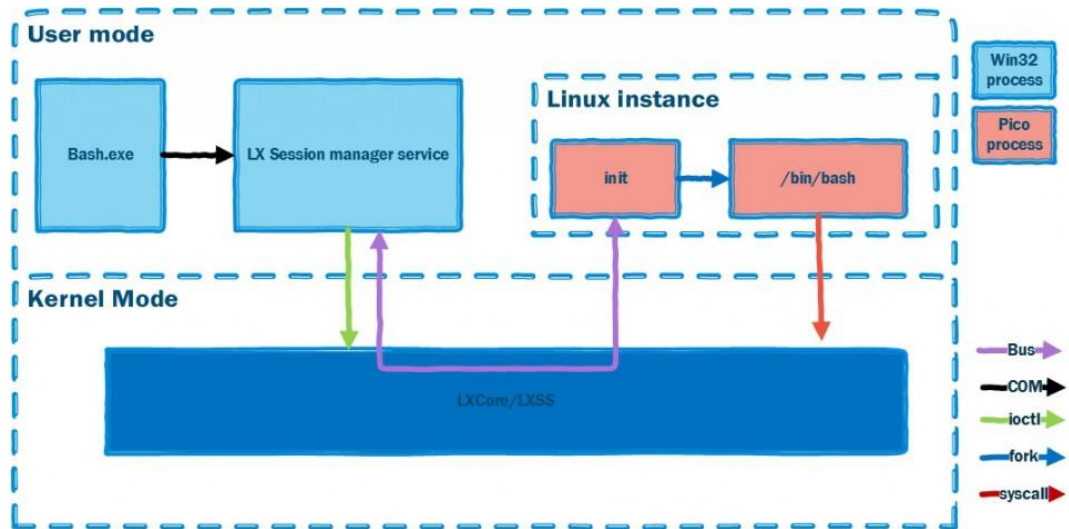 User mode
Bash.exe
LX Session manager service
Linux instance
init
/bin/bash
Win32
process
Pico
process
Kernel Mode
LXCore/LXSS
Bus
COM
ioctl
fork
syscall